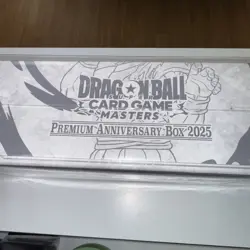 DRAGON BALL
CARD GAME
MASTERS
PREMIUM ANNIVERSARY BOX 2025